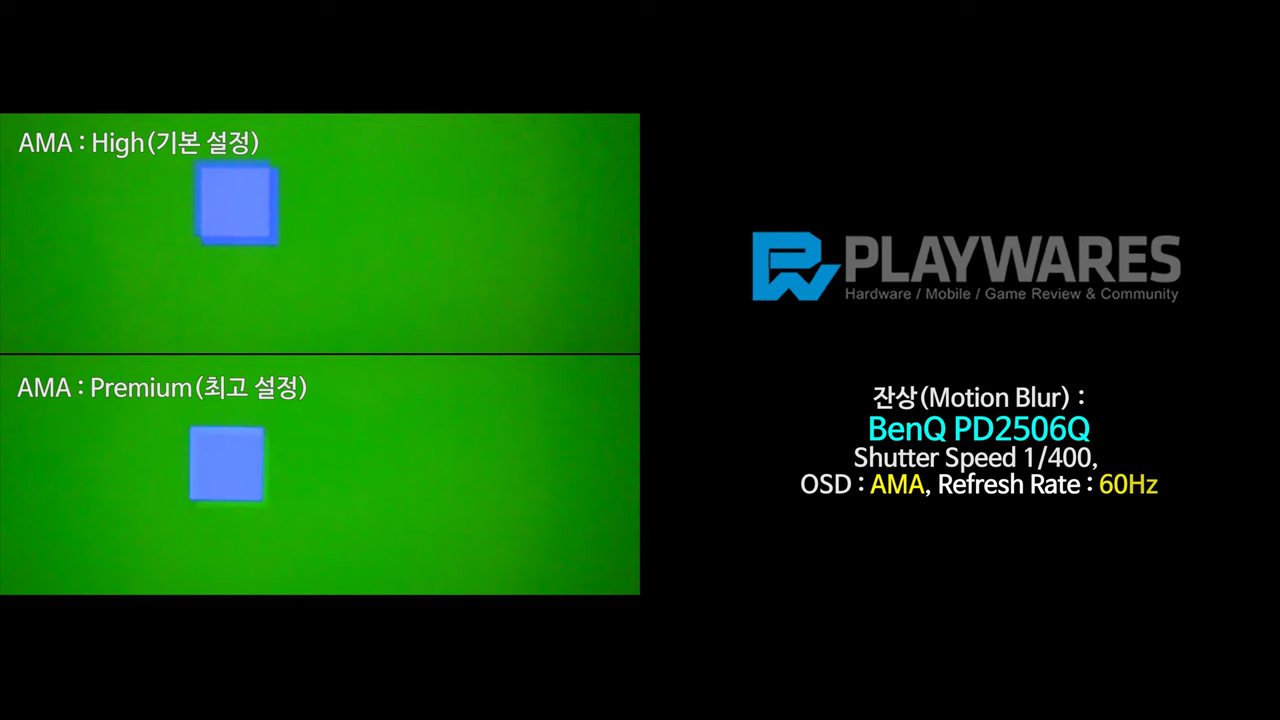 AMA : High(기본 설정)
AMA : Premium(최고 설정)
PLAYWARES
Hardware / Mobile / Game Review & Community
잔상(Motion Blur) :
BenQ PD2506Q
Shutter Speed 1/400,
OSD : AMA, Refresh Rate : 60Hz